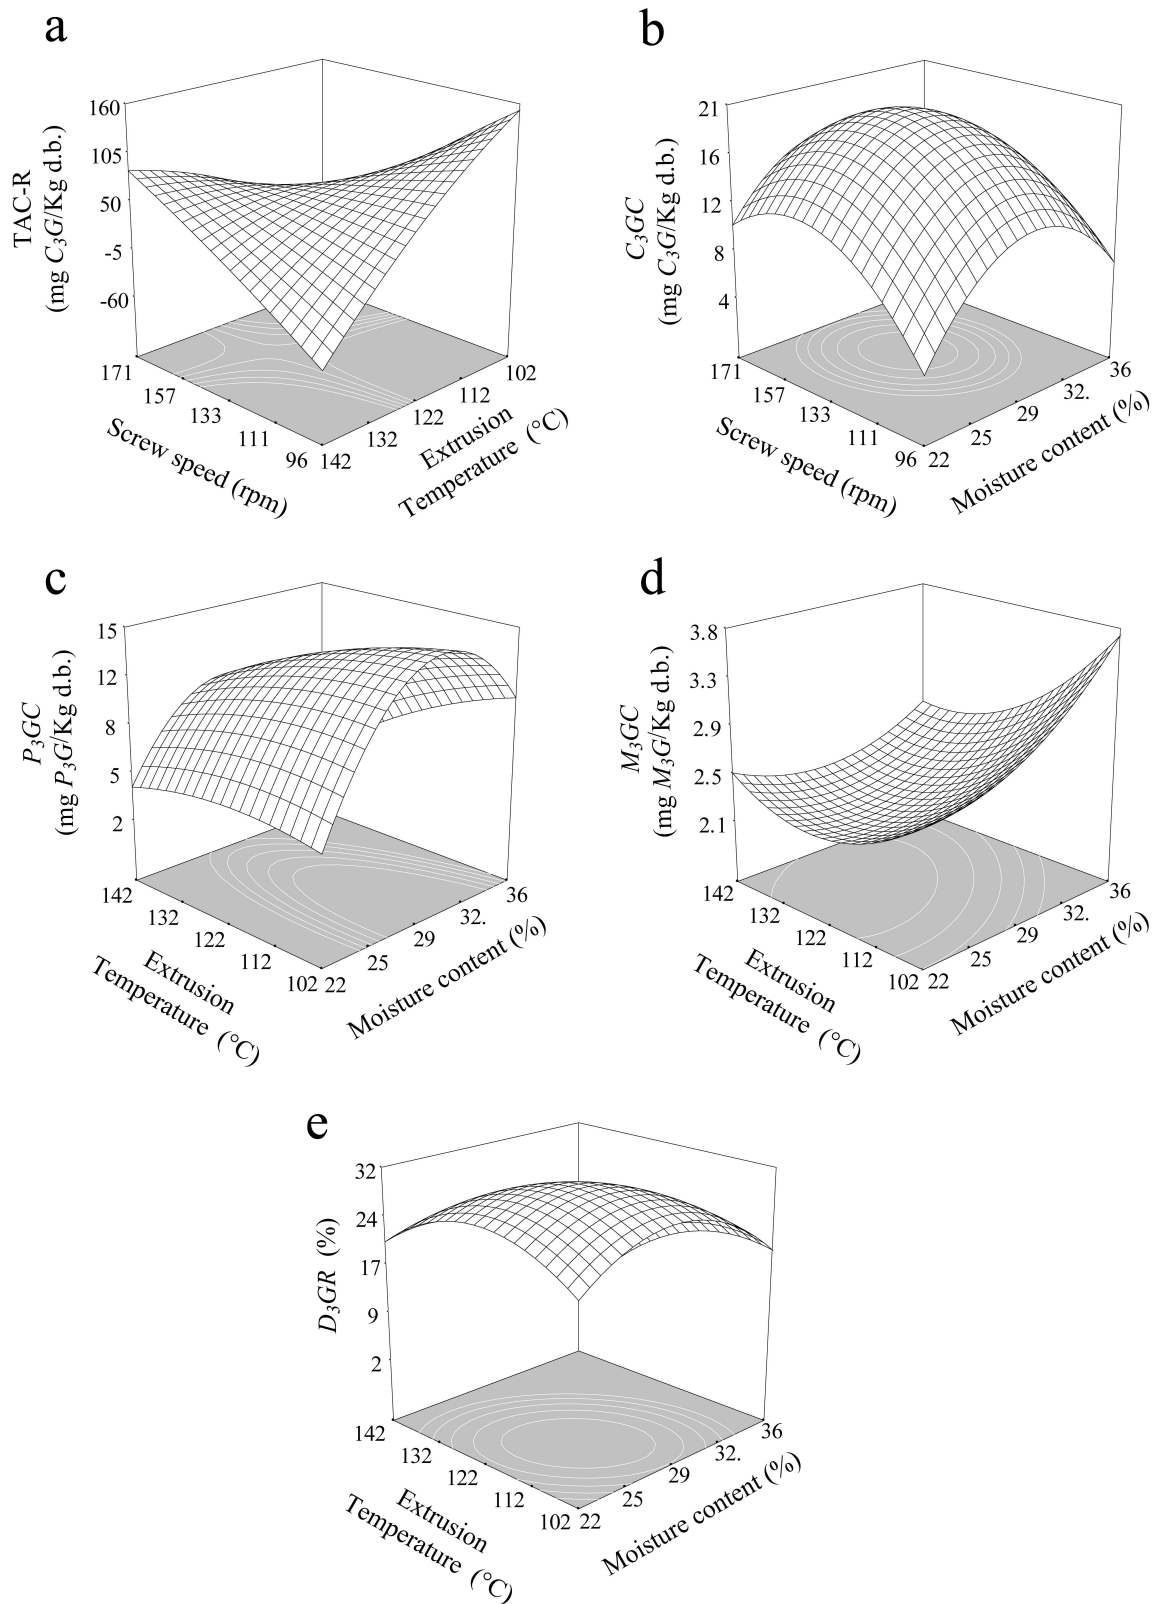 a
TAC-R
(mg C3G/Kg d.b.)
160
105
50
-5
-60
171
157
133
111
96
Screw speed (rpm)
142
132
122
112
102
Extrusion
Temperature (°C)
b
C3GC
(mg C3G/Kg d.b.)
21
16
12
8
4
171
157
133
111
96
Screw speed (rpm)
22
25
29
32.
36
Moisture content (%)
c
P3GC
(mg P3G/Kg d.b.)
15
12
8
5
2
142
132
122
112
102
Extrusion
Temperature (°C)
22
25
29
32.
36
Moisture content (%)
d
M3GC
(mg M3G/Kg d.b.)
3.8
3.3
2.9
2.5
2.1
142
132
122
112
102
Extrusion
Temperature (°C)
22
25
29
32.
36
Moisture content (%)
e
D3GR (%)
32
24
17
9
2
142
132
122
112
102
Extrusion
Temperature (°C)
22
25
29
32.
36
Moisture content (%)